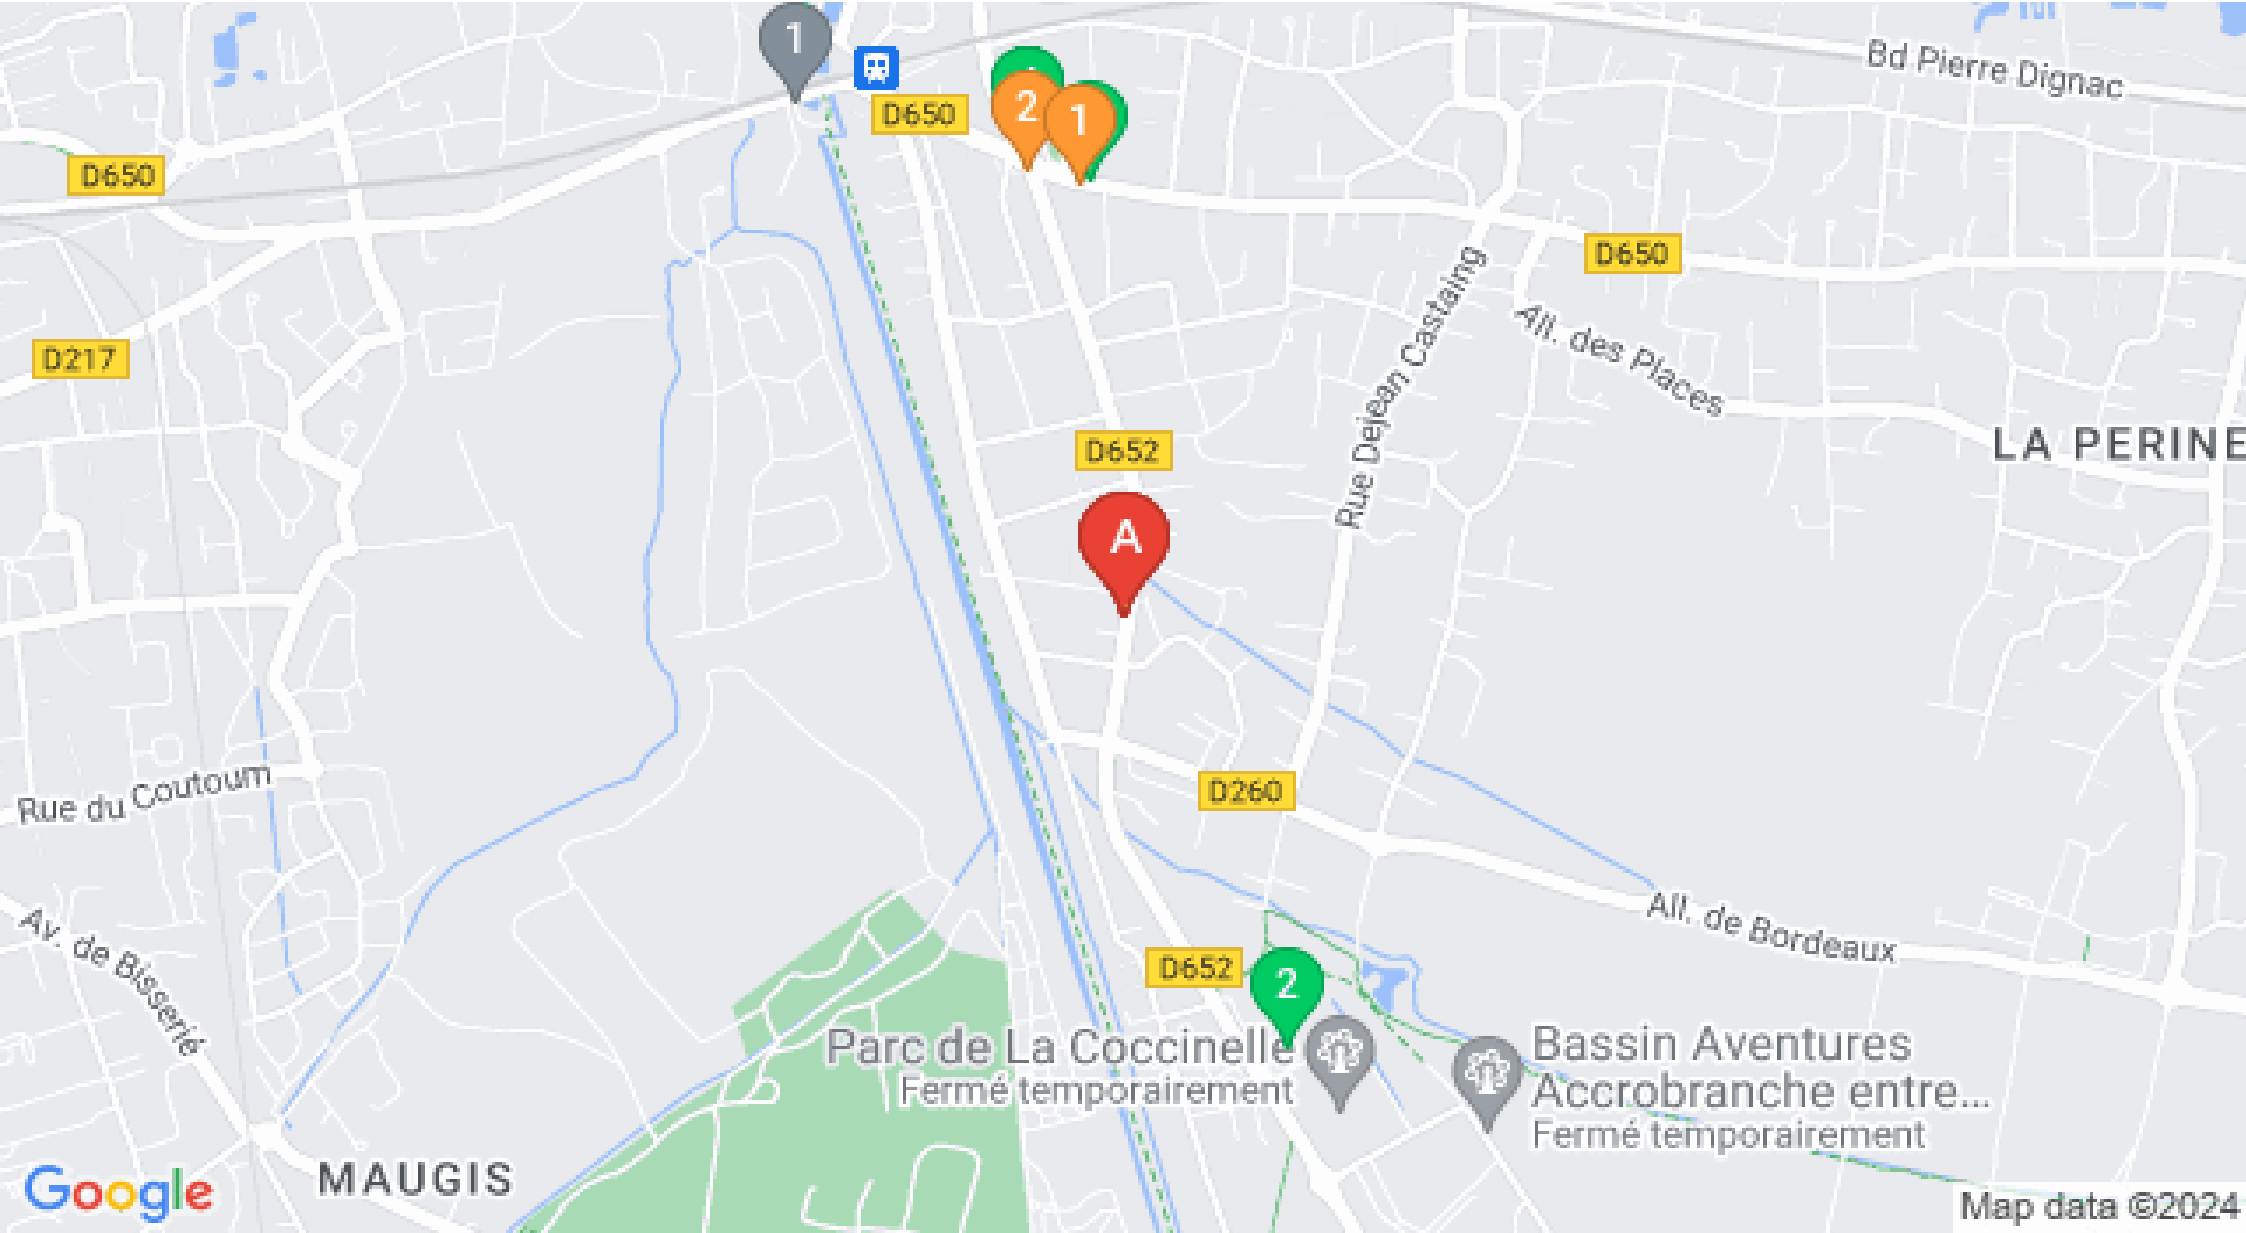 1
Bd Pierre Dignac
D650
2
1
D650
D650
D217
Rue Dejean Castaing
All. des Places
LA PERINE
D652
A
Rue du Coutoum
D260
All. de Bordeaux
Av. de Bisserié
D652
2
Parc de La Coccinelle
Fermé temporairement
Bassin Aventures
Accrobranche entre...
Fermé temporairement
MAUGIS
Google
Map data ©2024